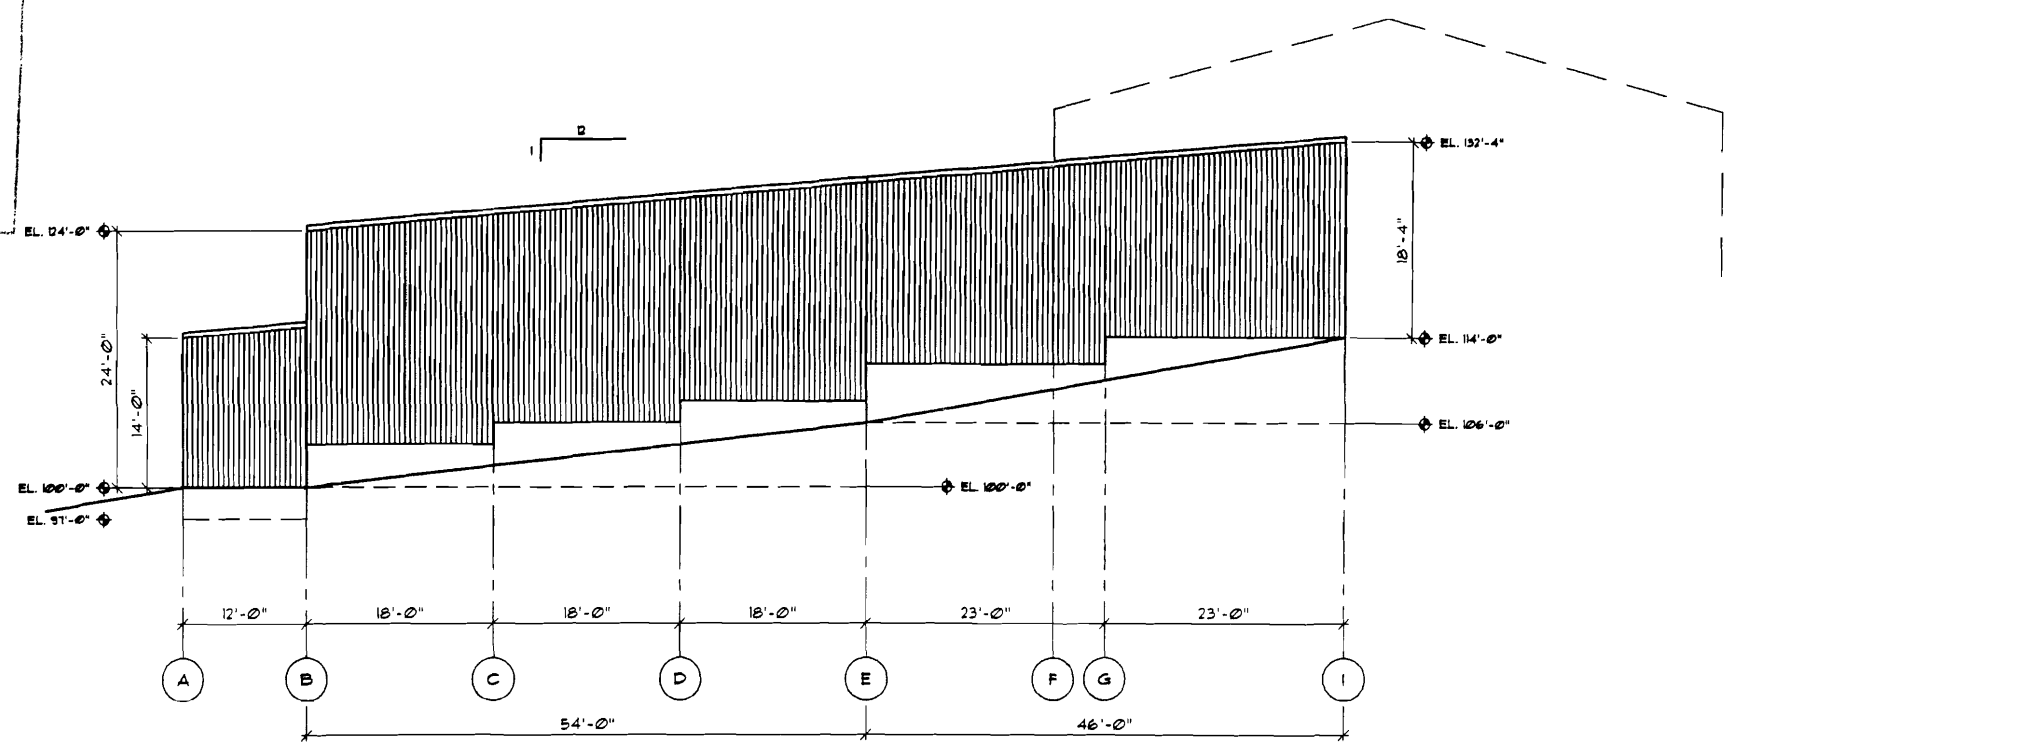 12
1
EL. 132'-4"
EL. 124'-0"
18'-4"
24'-0"
14'-0"
EL. 114'-0"
EL. 106'-0"
EL. 100'-0"
EL. 100'-0"
EL. 97'-0"
12'-0"
18'-0"
18'-0"
18'-0"
23'-0"
23'-0"
A
B
C
D
E
F
G
I
54'-0"
46'-0"